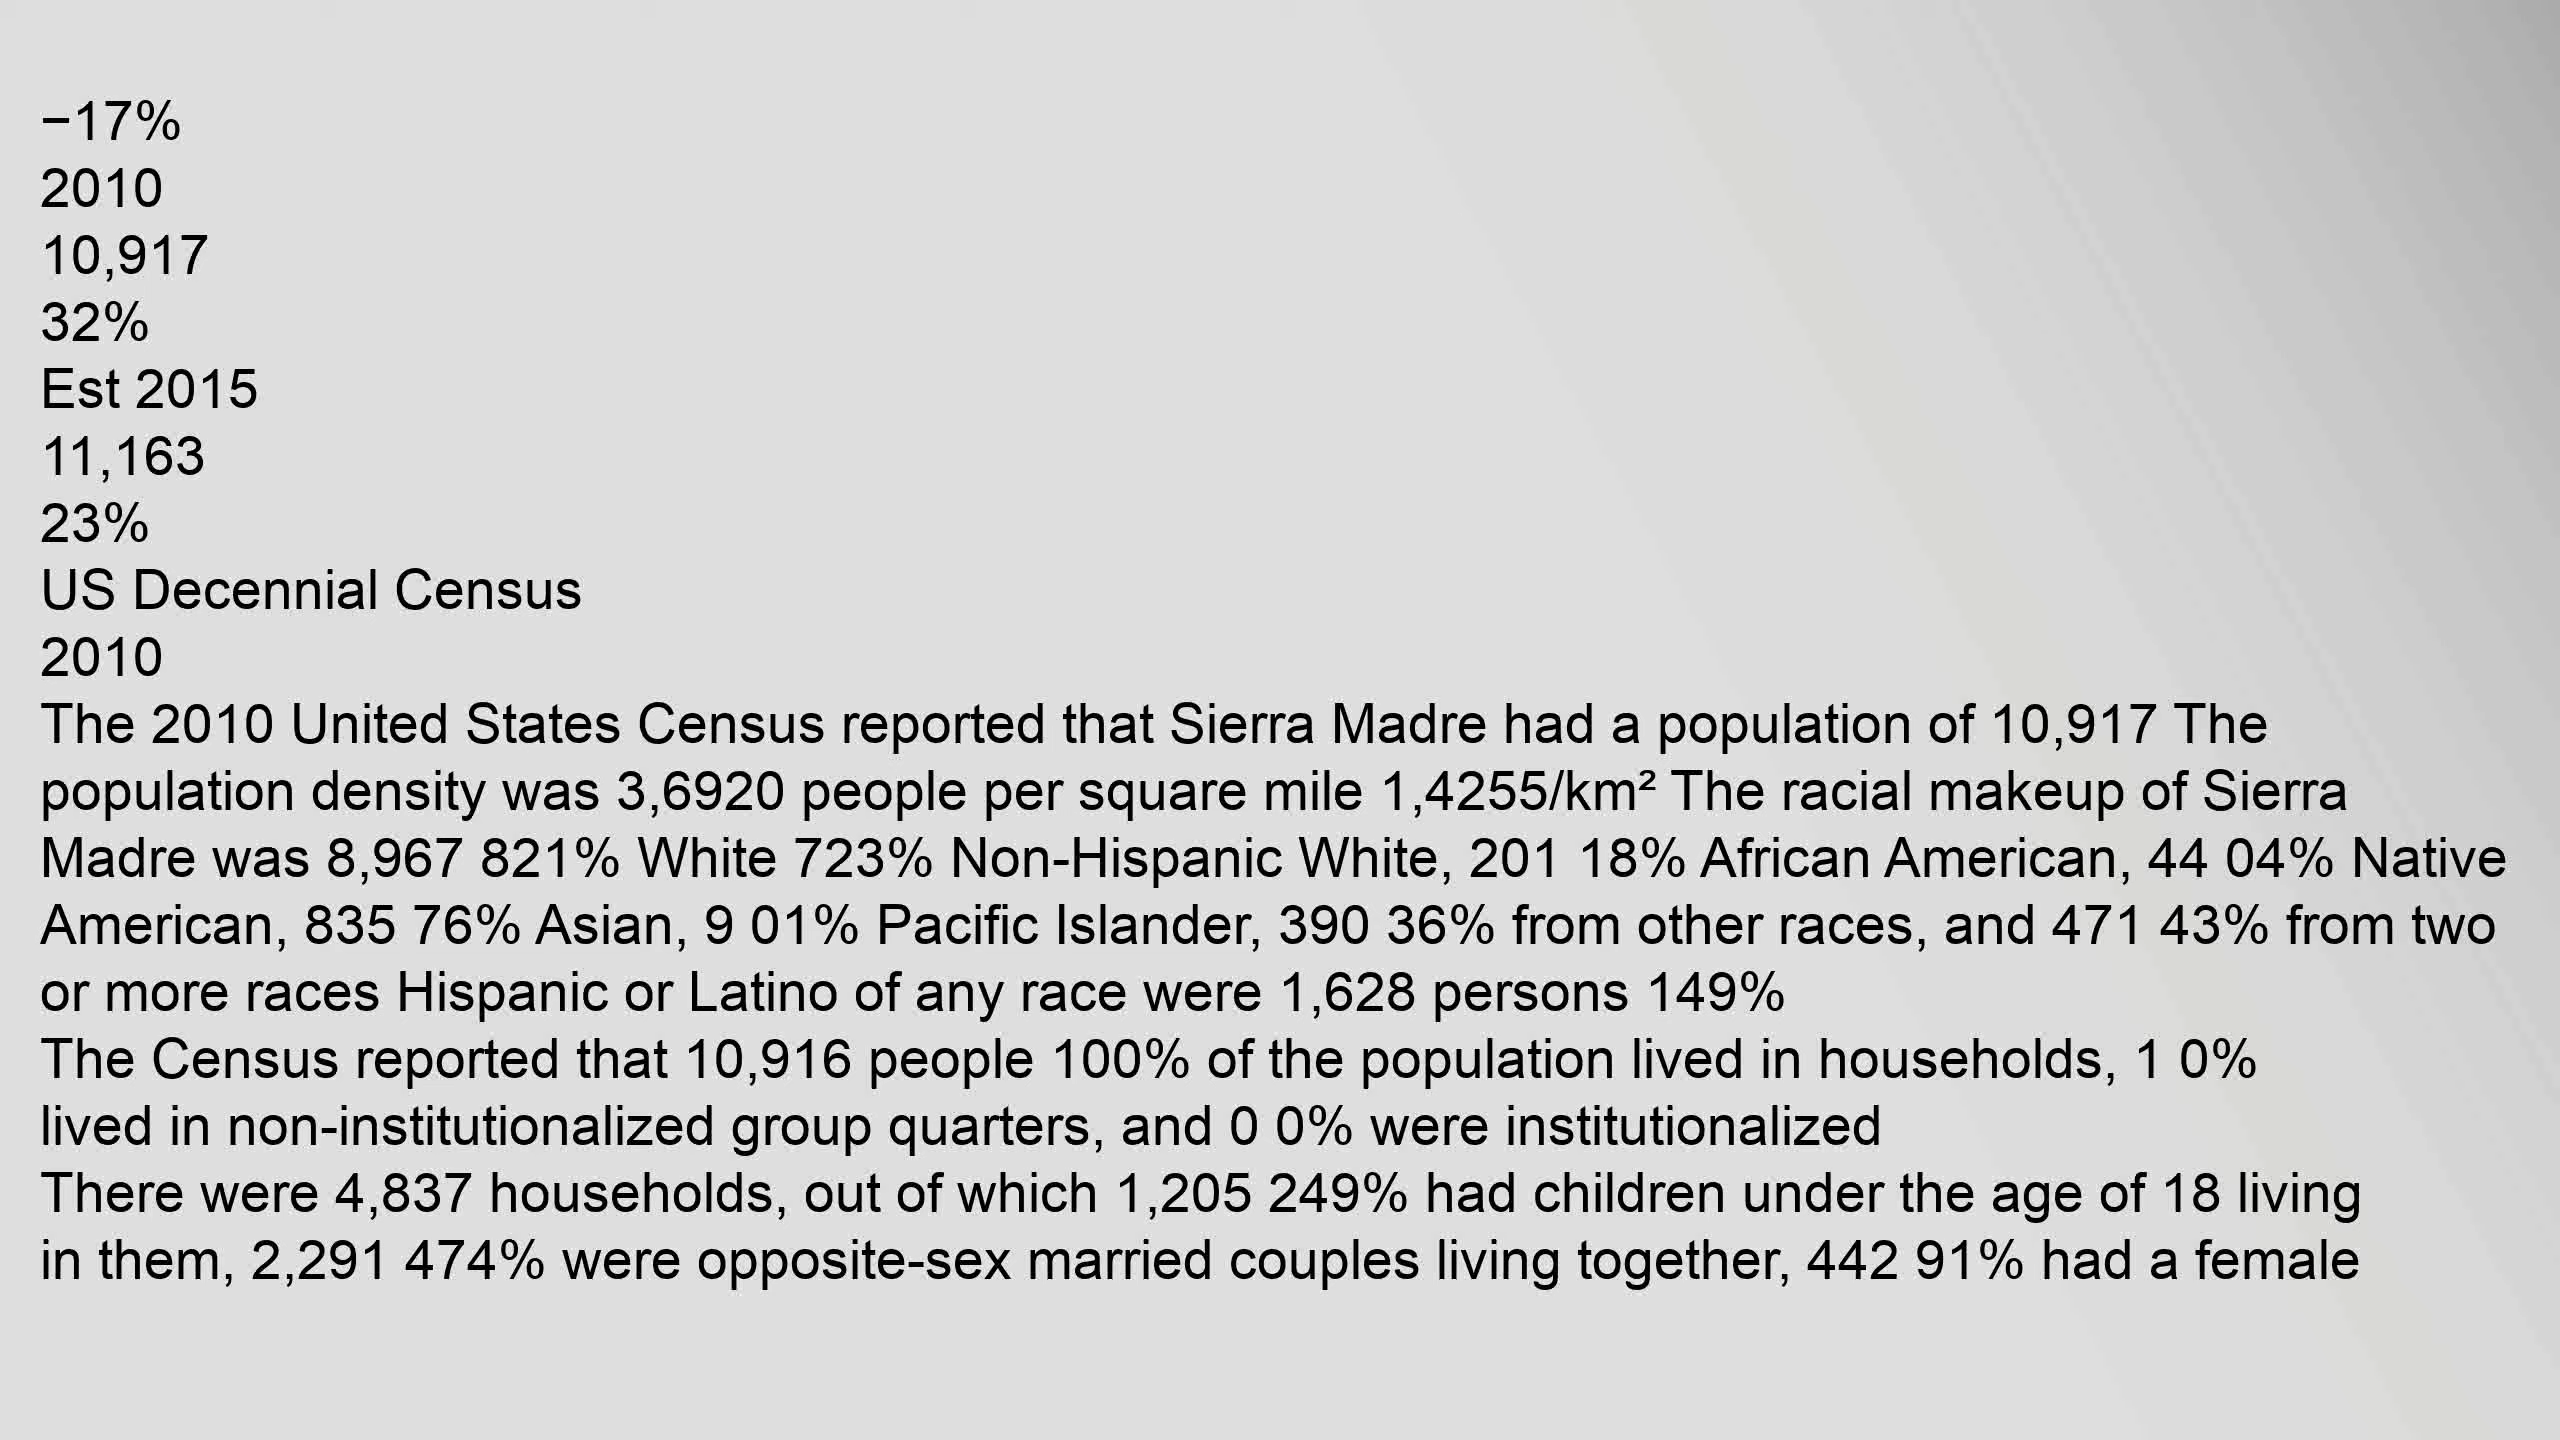 −17%
2010
10,917
32%
Est 2015
11,163
23%
US Decennial Census
2010
The 2010 United States Census reported that Sierra Madre had a population of 10,917 The
population density was 3,6920 people per square mile 1,4255/km² The racial makeup of Sierra
Madre was 8,967 821% White 723% Non-Hispanic White, 201 18% African American, 44 04% Native
American, 835 76% Asian, 9 01% Pacific Islander, 390 36% from other races, and 471 43% from two
or more races Hispanic or Latino of any race were 1,628 persons 149%
The Census reported that 10,916 people 100% of the population lived in households, 1 0%
lived in non-institutionalized group quarters, and 0 0% were institutionalized
There were 4,837 households, out of which 1,205 249% had children under the age of 18 living
in them, 2,291 474% were opposite-sex married couples living together, 442 91% had a female